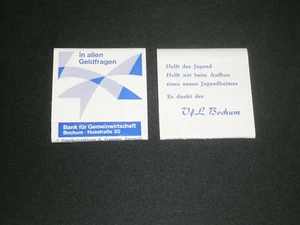 in allen
Geldfragen
Bank für Gemeinwirtschaft
Bochum · Husstraße 30
Helft der Jugend
Helft mit beim Aufbau
eines neuen Jugendheimes
Es dankt der
VfL Bochum